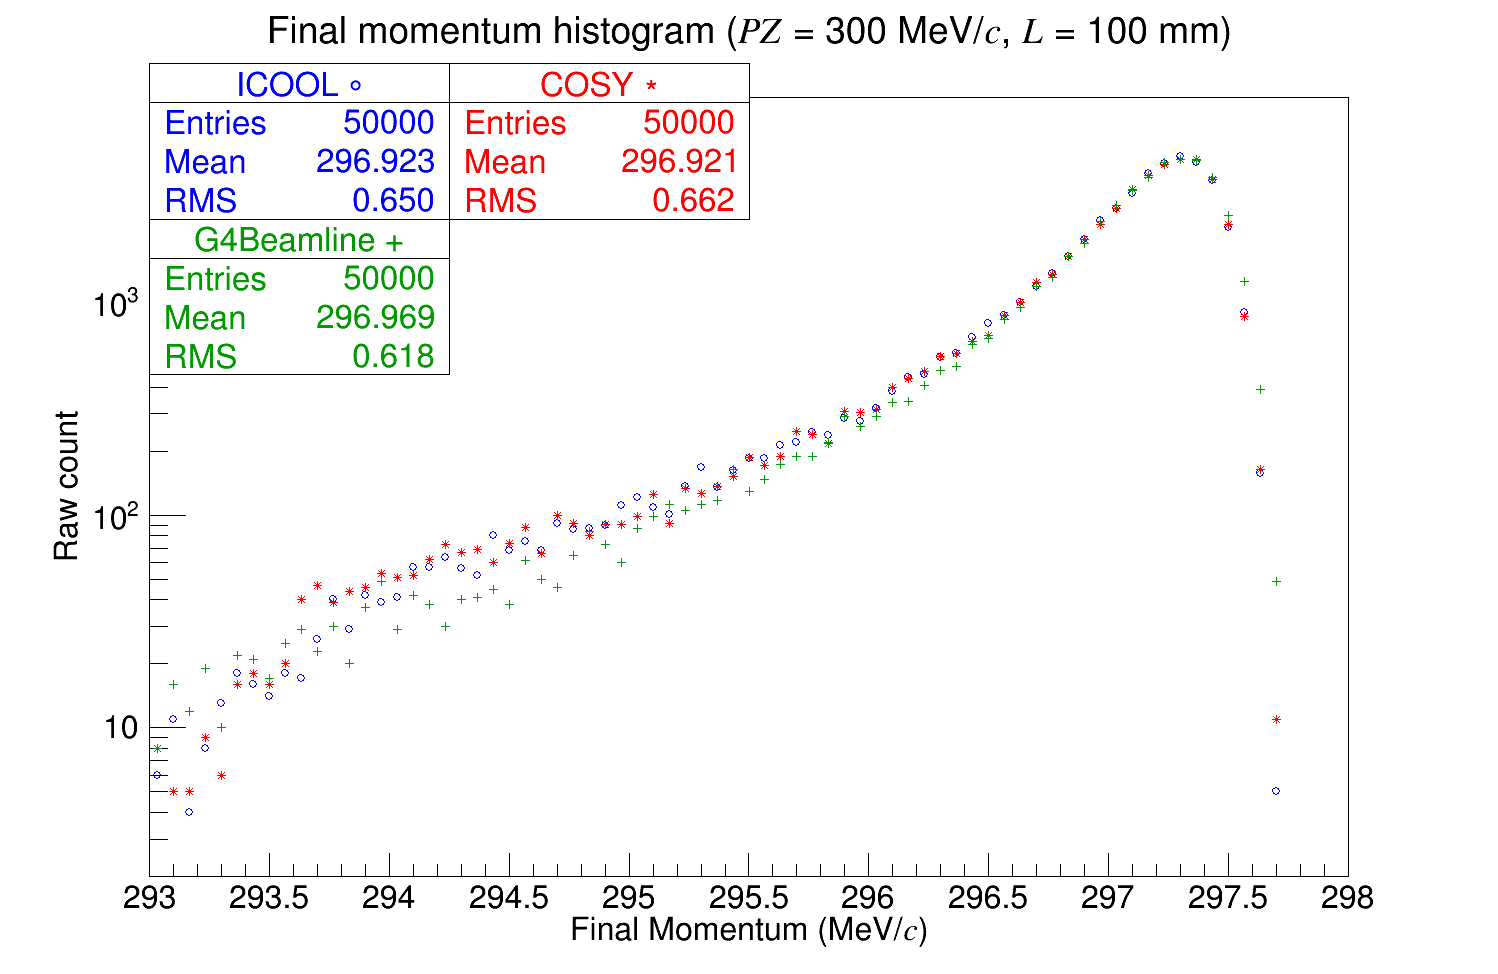 Final momentum histogram (PZ = 300 MeV/c, L = 100 mm)
ICOOL ∘ COSY *
Entries 50000 Entries 50000
Mean 296.923 Mean 296.921
RMS 0.650 RMS 0.662
G4Beamline +
Entries 50000
Mean 296.969
RMS 0.618
Raw count
10³
10²
10
293 293.5 294 294.5 295 295.5 296 296.5 297 297.5 298
Final Momentum (MeV/c)